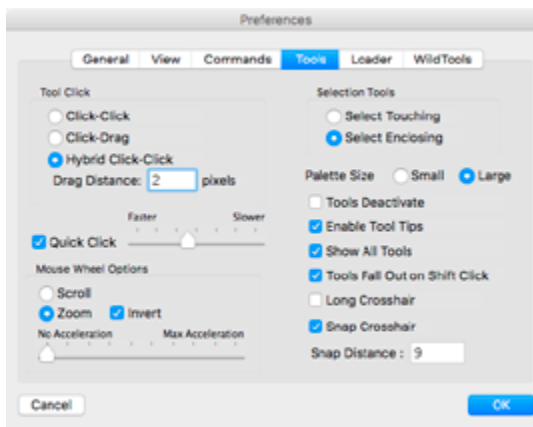 Preferences
General View Commands Tools Loader WildTools
Tool Click
Click-Click
Click-Drag
Hybrid Click-Click
Drag Distance: 2 pixels
Faster Slower
Quick Click
Mouse Wheel Options
Scroll
Zoom Invert
No Acceleration Max Acceleration
Selection Tools
Select Touching
Select Enclosing
Palette Size Small Large
Tools Deactivate
Enable Tool Tips
Show All Tools
Tools Fall Out on Shift Click
Long Crosshair
Snap Crosshair
Snap Distance : 9
Cancel OK